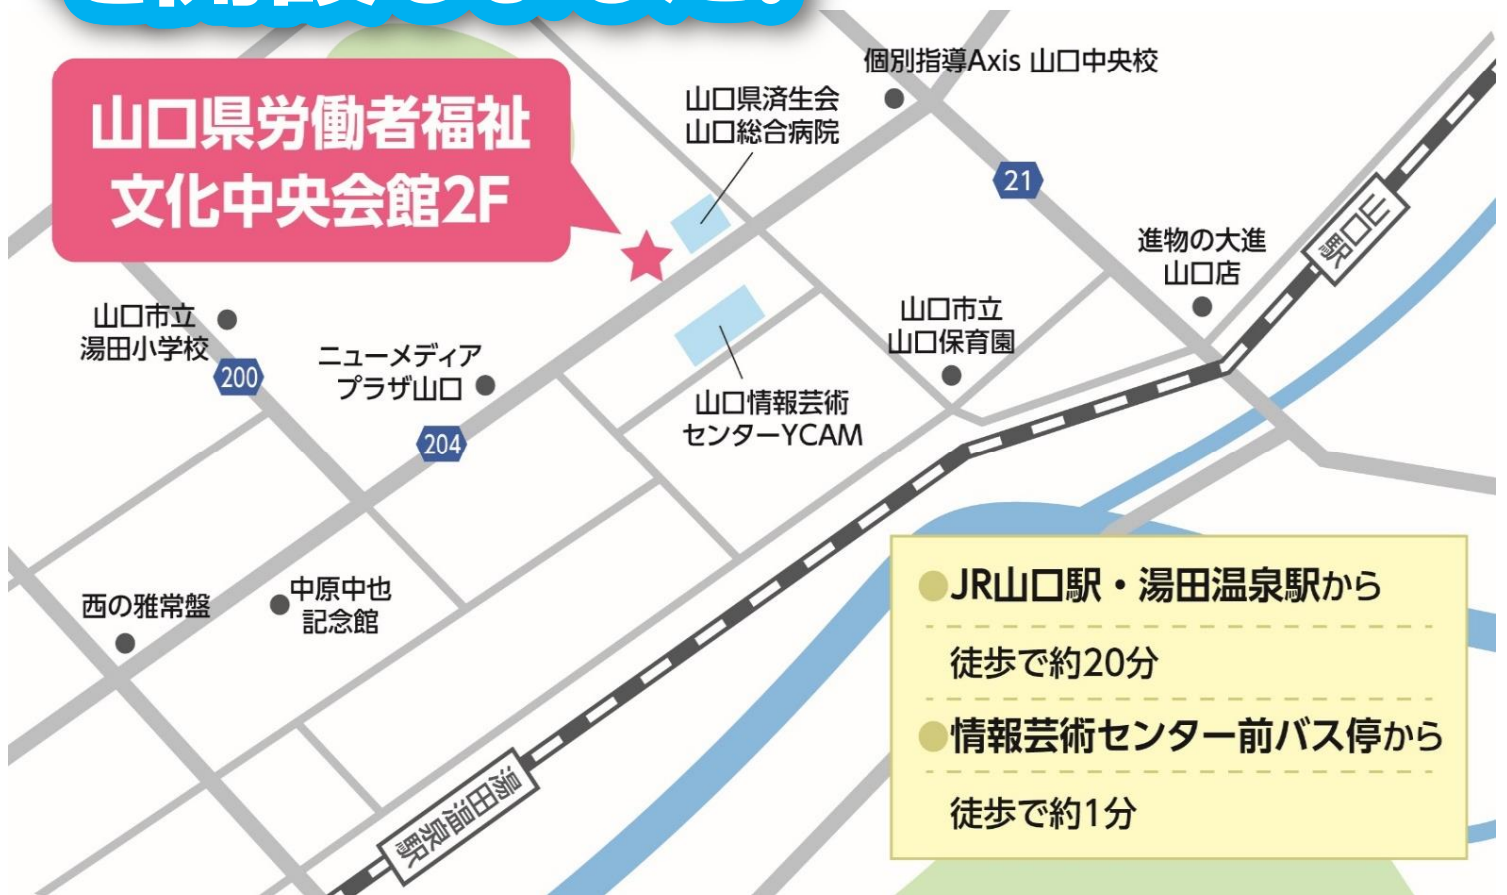 を開設しました。
山口県労働者福祉
文化中央会館2F
個別指導Axis 山口中央校
山口県済生会
山口総合病院
21
山口駅
進物の大進
山口店
山口市立
湯田小学校
200
ニューメディア
プラザ山口
204
山口情報芸術
センターYCAM
山口市立
山口保育園
西の雅常盤
中原中也
記念館
湯田温泉駅
JR山口駅・湯田温泉駅から
徒歩で約20分
情報芸術センター前バス停から
徒歩で約1分